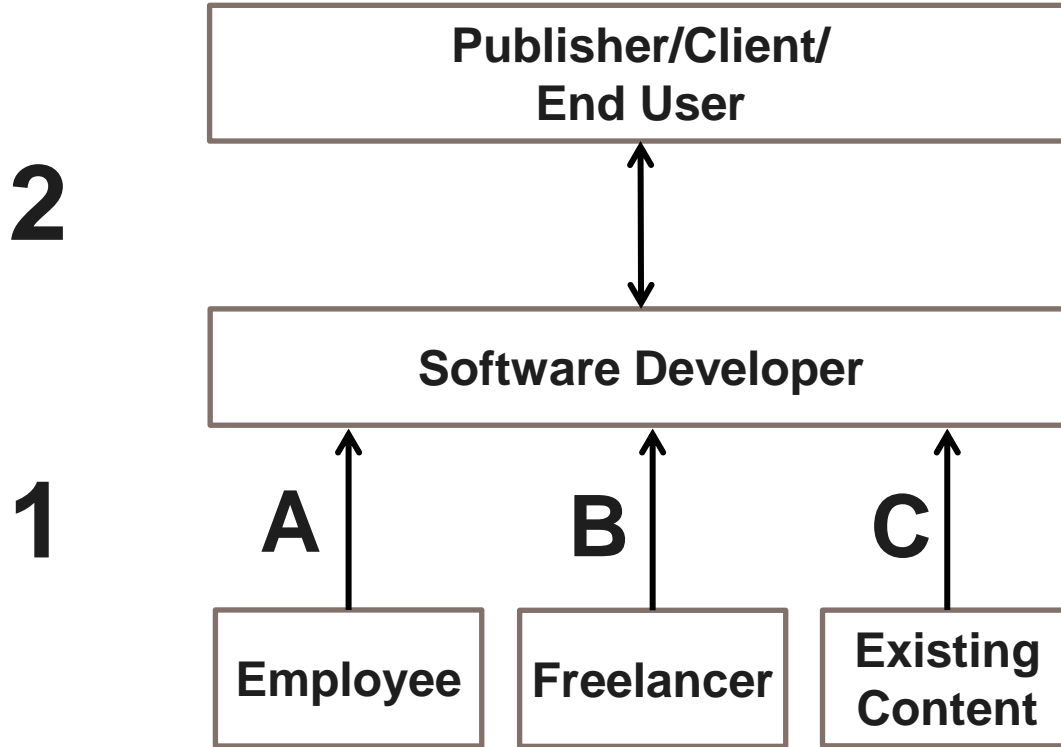 Publisher/Client/
End User
2
Software Developer
1
A
B
C
Employee
Freelancer
Existing
Content